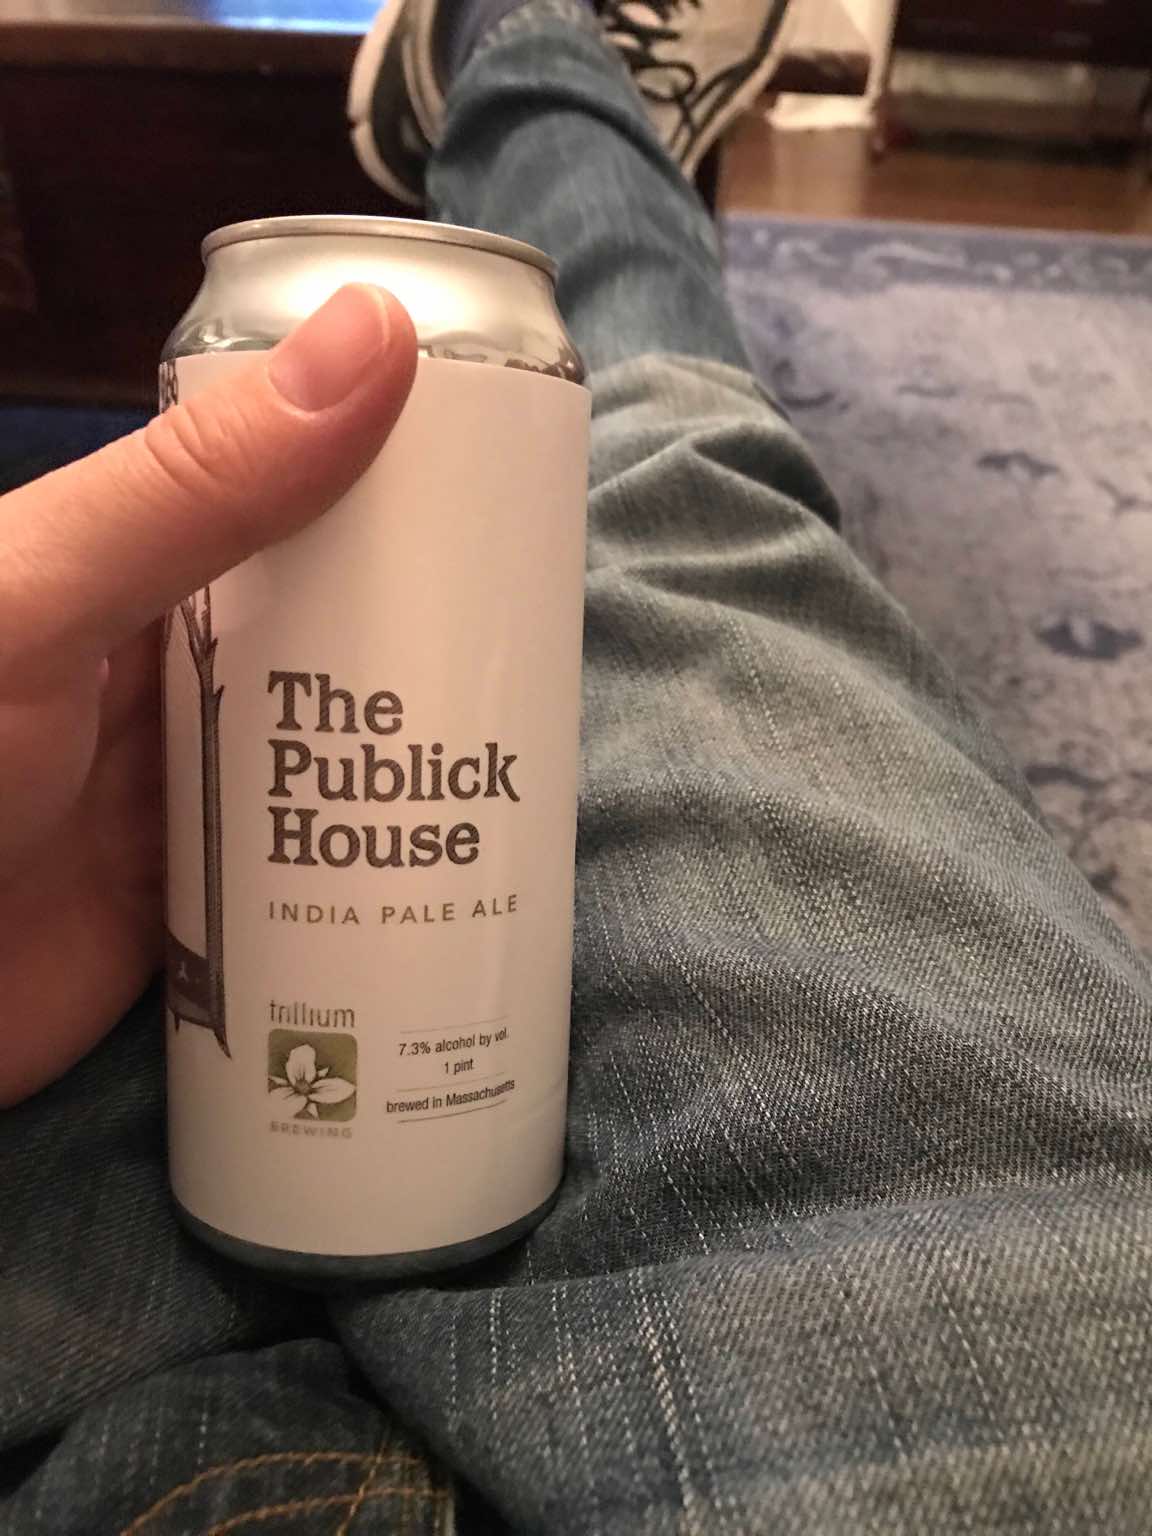 The
Publick
House
INDIA PALE ALE
trillium
BREWING
7.3% alcohol by vol.
1 pint
brewed in Massachusetts